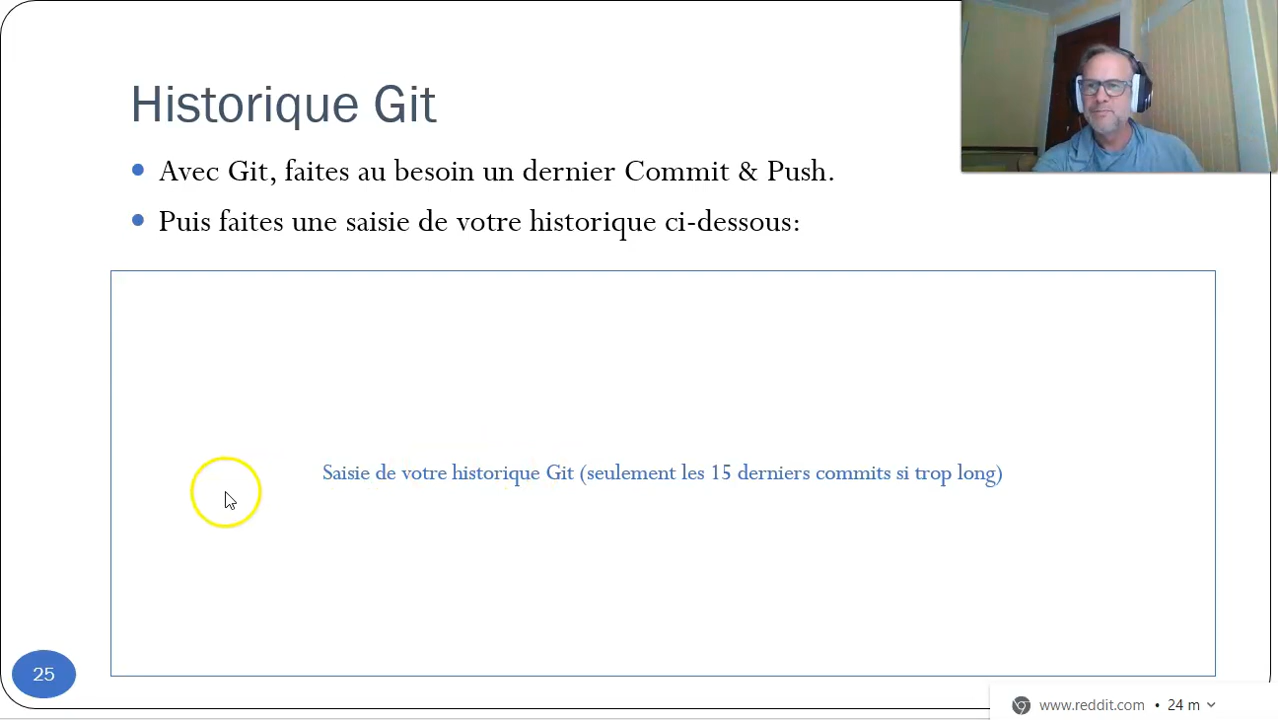 Historique Git
Avec Git, faites au besoin un dernier Commit & Push.
Puis faites une saisie de votre historique ci-dessous:
Saisie de votre historique Git (seulement les 15 derniers commits si trop long)
25
www.reddit.com • 24 m